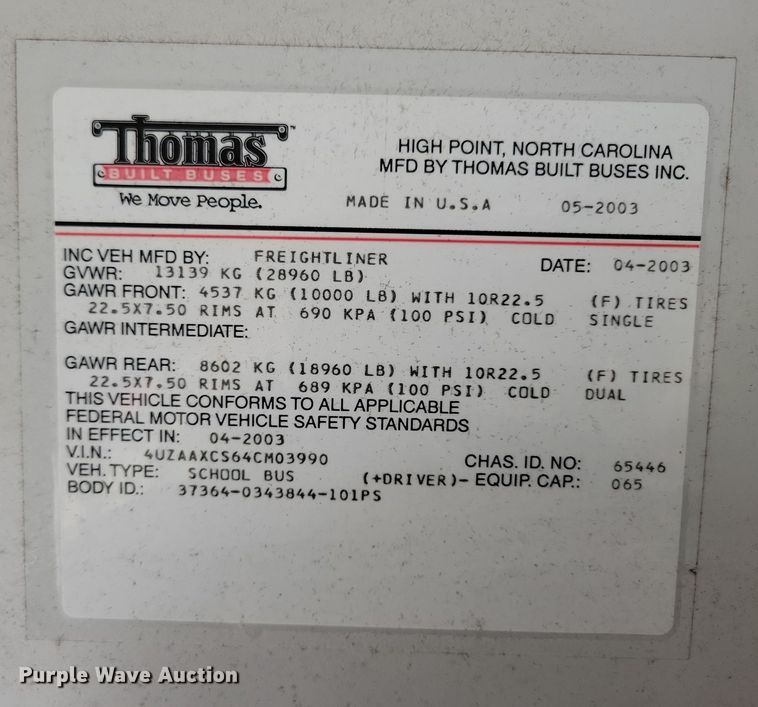 Thomas™
BUILT BUSES
We Move People.
HIGH POINT, NORTH CAROLINA
MFD BY THOMAS BUILT BUSES INC.
MADE IN U.S.A 05-2003
INC VEH MFD BY: FREIGHTLINER DATE: 04-2003
GVWR: 13139 KG (28960 LB)
GAWR FRONT: 4537 KG (10000 LB) WITH 10R22.5 (F) TIRES
22.5X7.50 RIMS AT 690 KPA (100 PSI) COLD SINGLE
GAWR INTERMEDIATE:
GAWR REAR: 8602 KG (18960 LB) WITH 10R22.5 (F) TIRES
22.5X7.50 RIMS AT 689 KPA (100 PSI) COLD DUAL
THIS VEHICLE CONFORMS TO ALL APPLICABLE
FEDERAL MOTOR VEHICLE SAFETY STANDARDS
IN EFFECT IN: 04-2003
V.I.N.: 4UZAAXCS64CM03990 CHAS. ID. NO: 65446
VEH. TYPE: SCHOOL BUS (+DRIVER)- EQUIP. CAP.: 065
BODY ID.: 37364-0343844-101PS
Purple Wave Auction